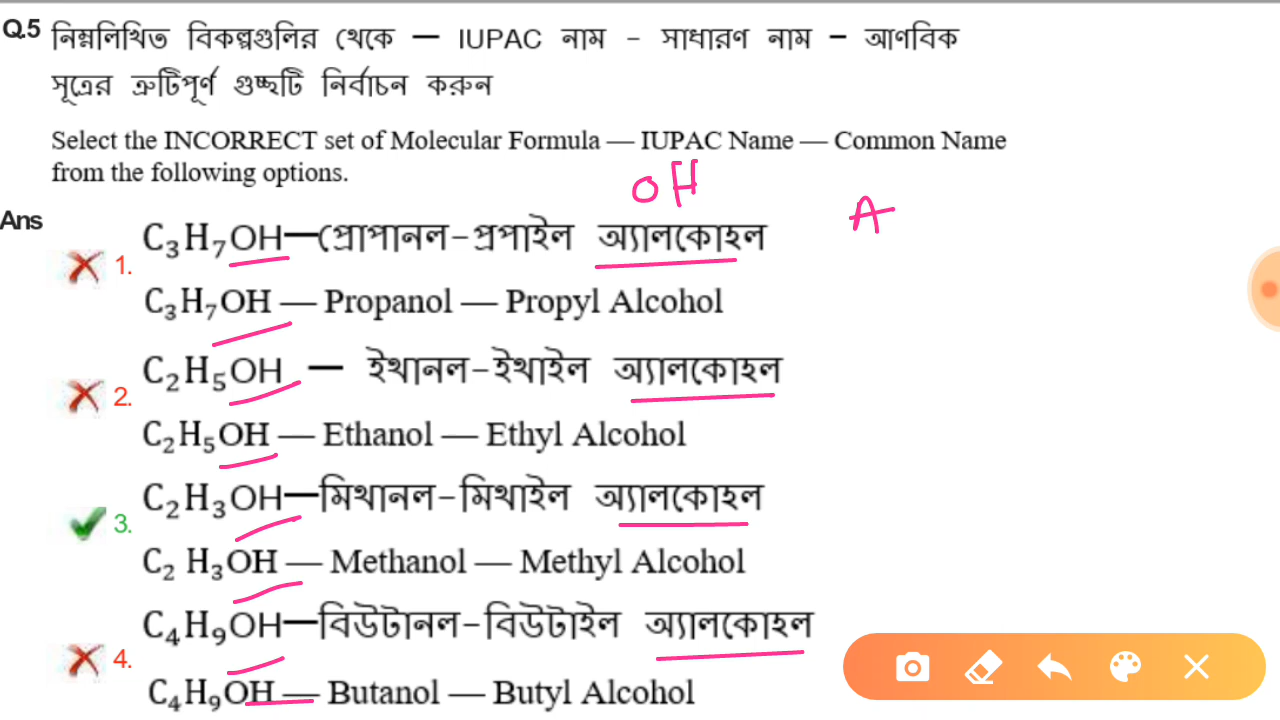 Q.5 নিম্নলিখিত বিকল্পগুলির থেকে — IUPAC নাম - সাধারণ নাম - আণবিক
সূত্রের ত্রুটিপূর্ণ গুচ্ছটি নির্বাচন করুন
Select the INCORRECT set of Molecular Formula — IUPAC Name — Common Name
from the following options.
OH
A
Ans
1. C₃H₇OH—প্রোপানল-প্রপাইল অ্যালকোহল
C₃H₇OH — Propanol — Propyl Alcohol
2. C₂H₅OH — ইথানল-ইথাইল অ্যালকোহল
C₂H₅OH — Ethanol — Ethyl Alcohol
3. C₂H₃OH—মিথানল-মিথাইল অ্যালকোহল
C₂ H₃OH — Methanol — Methyl Alcohol
4. C₄H₉OH—বিউটানল-বিউটাইল অ্যালকোহল
C₄H₉OH — Butanol — Butyl Alcohol